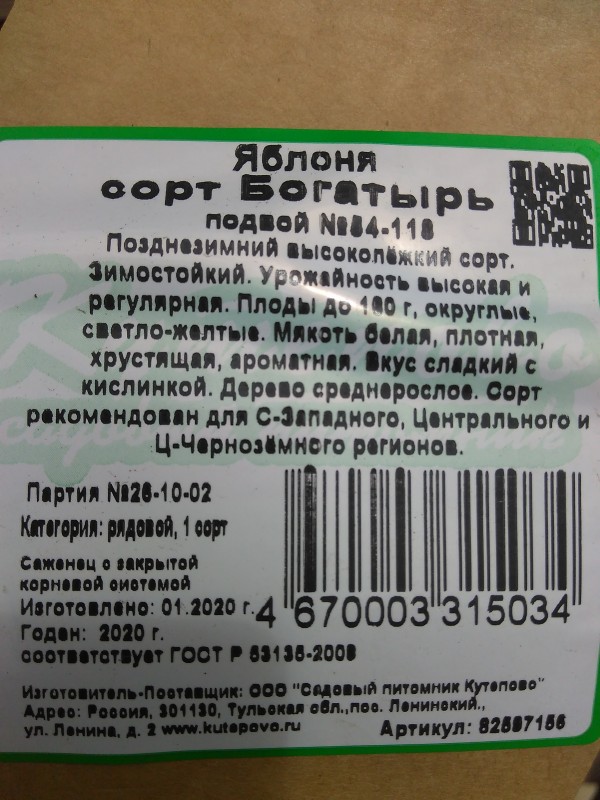 Яблоня
сорт Богатырь
подвой №54-118
Позднезимний высоколёжкий сорт.
Зимостойкий. Урожайность высокая и
регулярная. Плоды до г, округлые,
светло-желтые. Мякоть белая, плотная,
хрустящая, ароматная. Вкус сладкий с
кислинкой. Дерево среднерослое. Сорт
рекомендован для С-Западного, Центрального и
Ц-Чернозёмного регионов.
Партия №26-10-02
Категория: рядовой, 1 сорт
Саженец с закрытой
корневой системой
Изготовлено: 01.2020 г.
Годен: 2020 г.
соответствует ГОСТ Р 53135-2008
4 670003 315034
Изготовитель-Поставщик: ООО "Садовый питомник Кутепово"
Адрес: Россия, 301130, Тульская обл.,пос. Ленинский.,
ул. Ленина, д. 2 www.kutepovo.ru
Артикул: 82597156